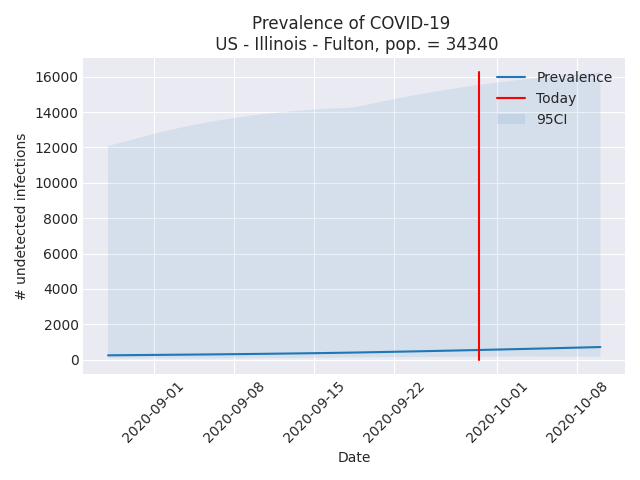 Prevalence of COVID-19
US - Illinois - Fulton, pop. = 34340
Prevalence
Today
95CI
16000
14000
12000
10000
8000
6000
4000
2000
0
# undetected infections
2020-09-01
2020-09-08
2020-09-15
2020-09-22
2020-10-01
2020-10-08
Date